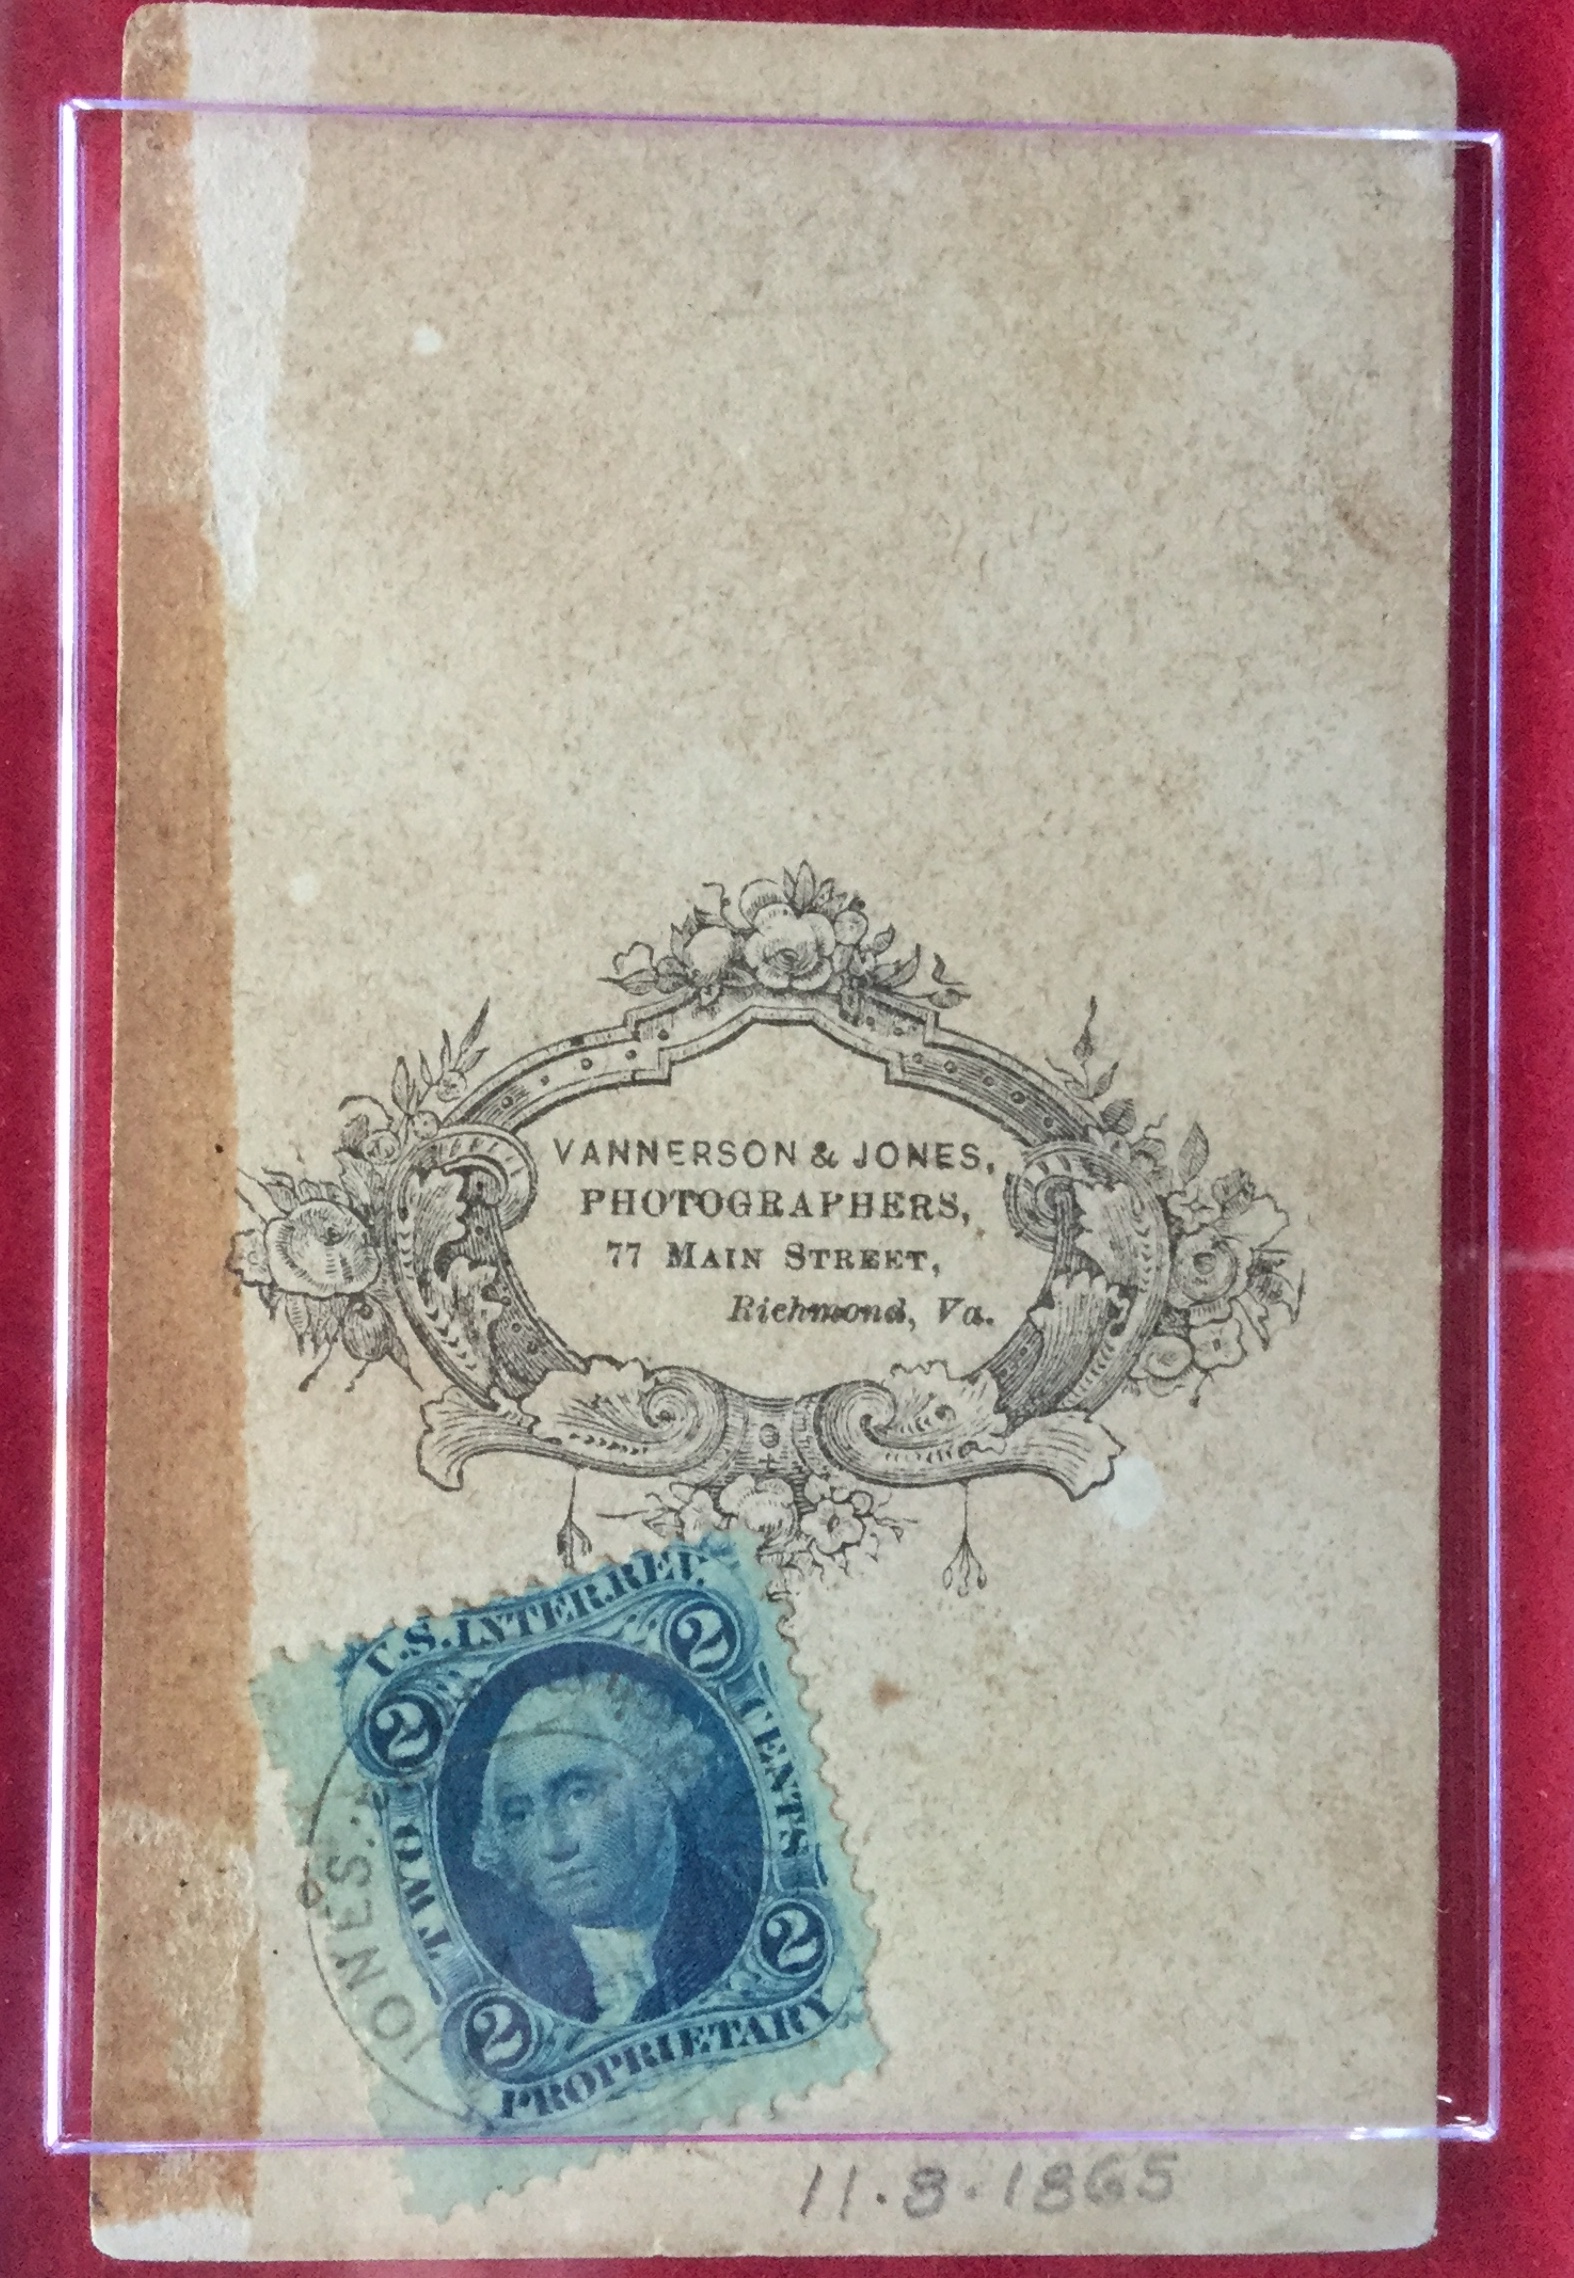 VANNERSON & JONES,
PHOTOGRAPHERS,
77 MAIN STREET,
Richmond, Va.
U.S. INTER. REV.
2 2
TWO CENTS
2 2
PROPRIETARY
JONES
11.8.1865